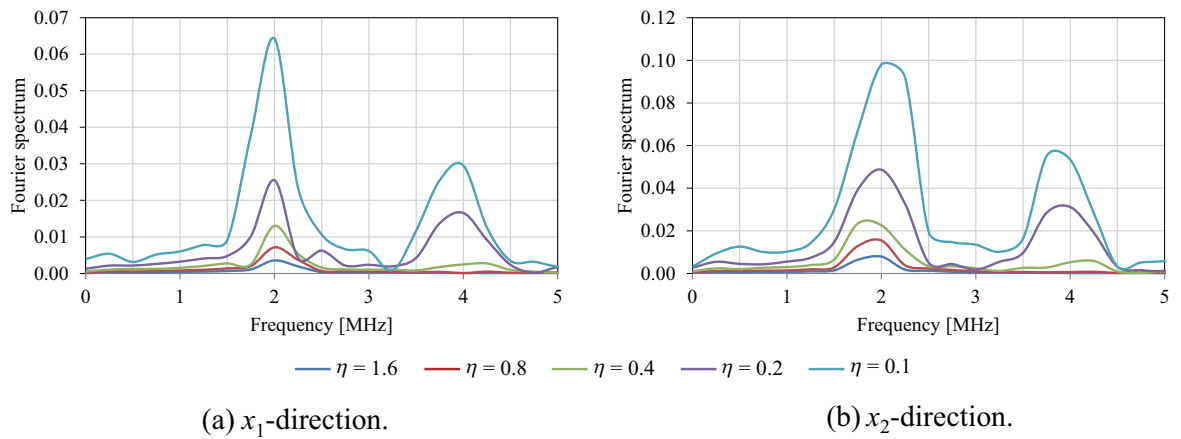 0.07
0.06
0.05
0.04
0.03
0.02
0.01
0.00
Fourier spectrum
0 1 2 3 4 5
Frequency [MHz]
0.12
0.10
0.08
0.06
0.04
0.02
0.00
Fourier spectrum
0 1 2 3 4 5
Frequency [MHz]
η = 1.6 η = 0.8 η = 0.4 η = 0.2 η = 0.1
(a) x₁-direction.
(b) x₂-direction.